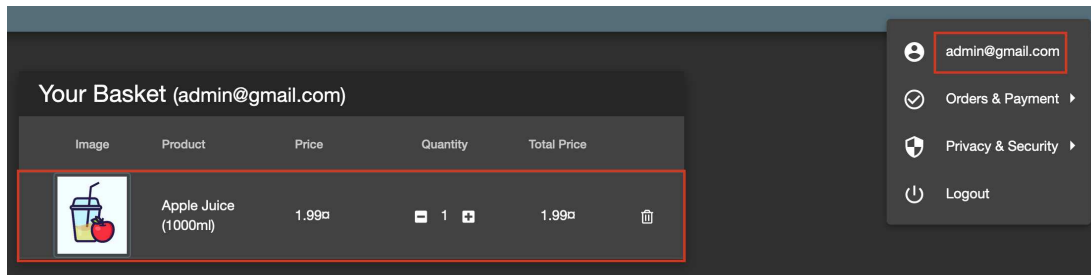 Your Basket (admin@gmail.com)
Image Product Price Quantity Total Price
Apple Juice
(1000ml) 1.99¤ 1 1.99¤
admin@gmail.com
Orders & Payment
Privacy & Security
Logout